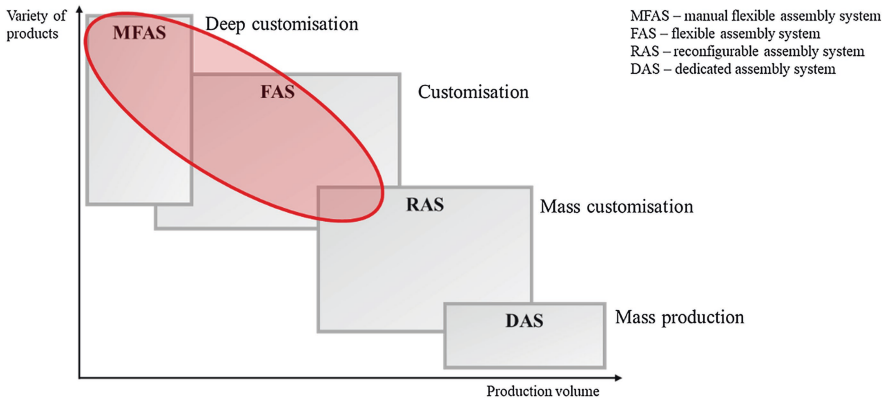 Variety of
products
MFAS
Deep customisation
FAS
Customisation
RAS
Mass customisation
DAS
Mass production
Production volume
MFAS – manual flexible assembly system
FAS – flexible assembly system
RAS – reconfigurable assembly system
DAS – dedicated assembly system